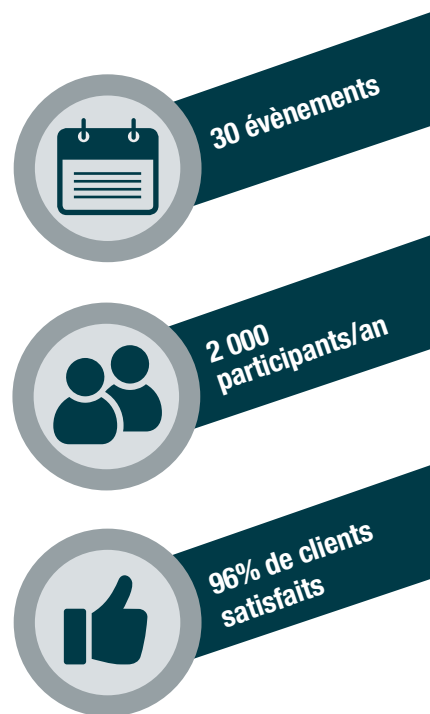 30 évènements
2 000
participants/an
96% de clients
satisfaits